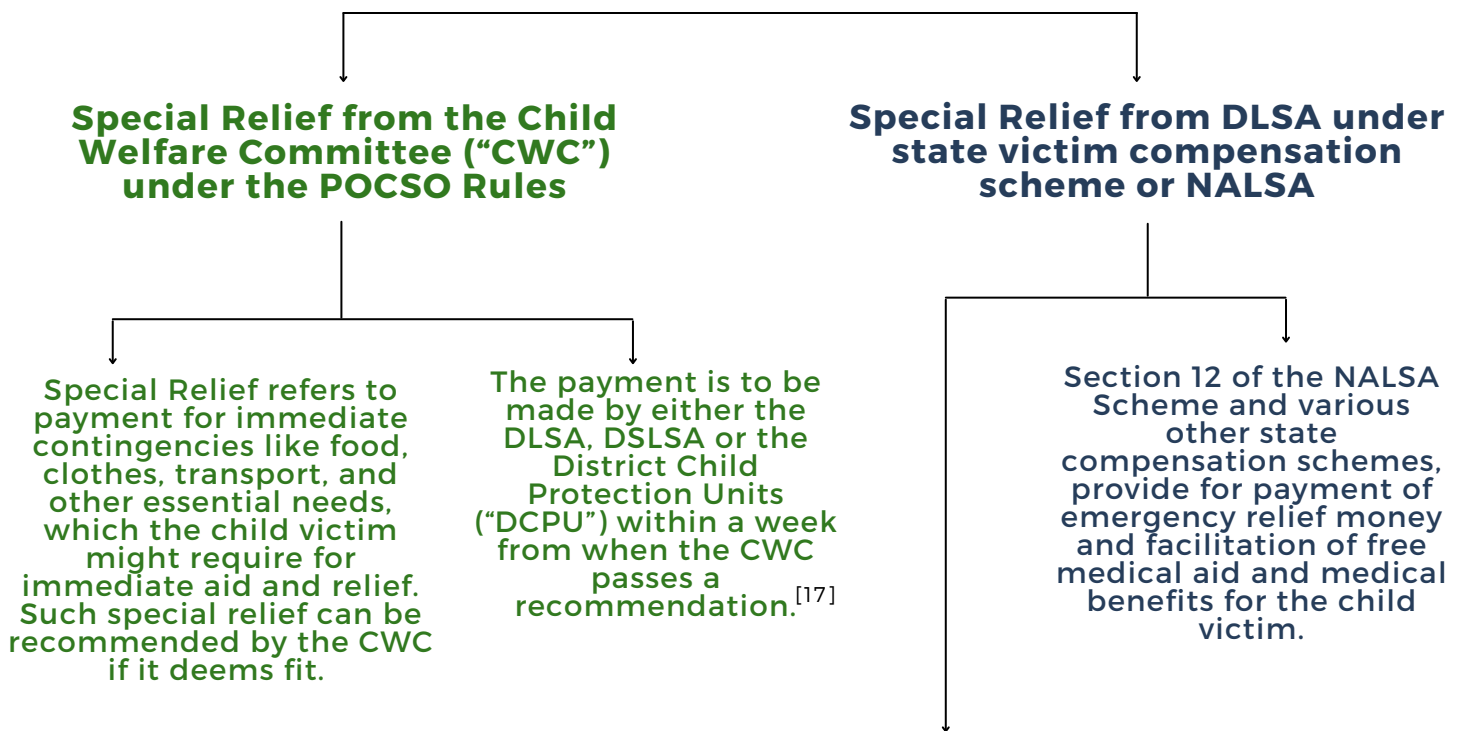 Special Relief from the Child
Welfare Committee (“CWC”)
under the POCSO Rules
Special Relief from DLSA under
state victim compensation
scheme or NALSA
Special Relief refers to
payment for immediate
contingencies like food,
clothes, transport, and
other essential needs,
which the child victim
might require for
immediate aid and relief.
Such special relief can be
recommended by the CWC
if it deems fit.
The payment is to be
made by either the
DLSA, DSLSA or the
District Child
Protection Units
(“DCPU”) within a week
from when the CWC
passes a
recommendation.[17]
Section 12 of the NALSA
Scheme and various
other state
compensation schemes,
provide for payment of
emergency relief money
and facilitation of free
medical aid and medical
benefits for the child
victim.